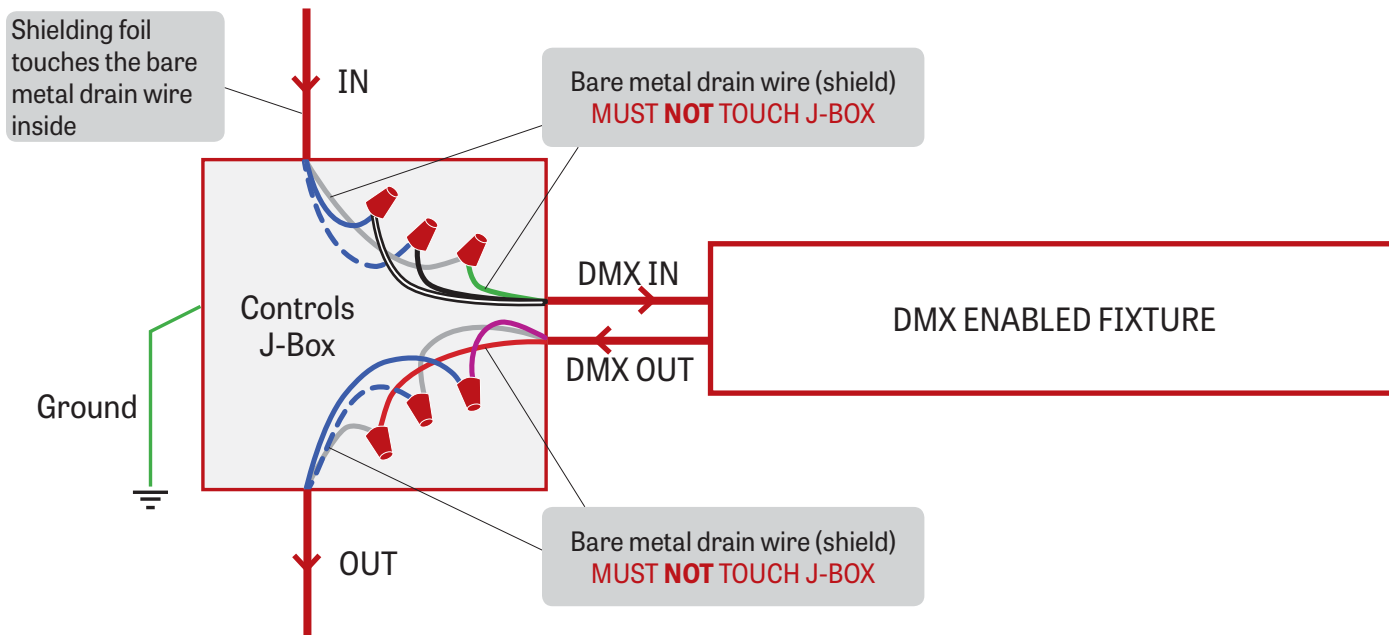 Shielding foil
touches the bare
metal drain wire
inside
IN
Bare metal drain wire (shield)
MUST NOT TOUCH J-BOX
DMX IN
Controls
J-Box
DMX ENABLED FIXTURE
DMX OUT
Ground
Bare metal drain wire (shield)
MUST NOT TOUCH J-BOX
OUT